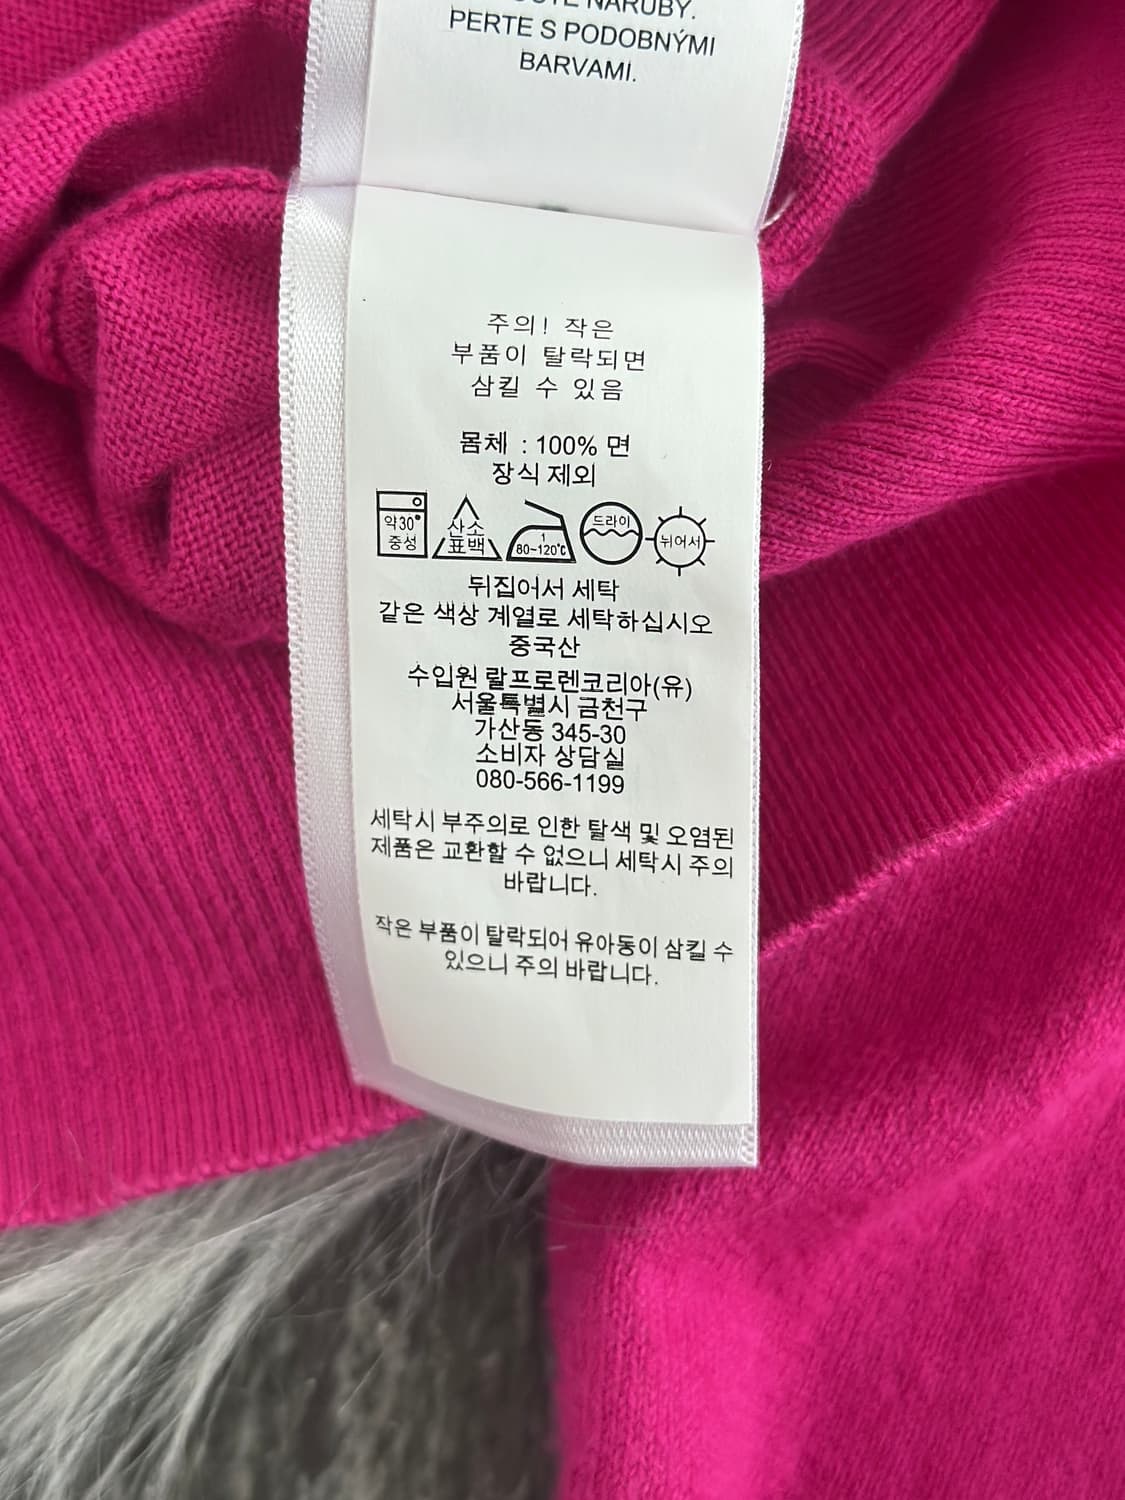 NARUBY.
PERTE S PODOBNÝMI
BARVAMI.
주의! 작은
부품이 탈락되면
삼킬 수 있음
몸체 : 100% 면
장식 제외
약30°
중성
산소
표백
1
80~120℃
드라이
뉘어서
뒤집어서 세탁
같은 색상 계열로 세탁하십시오
중국산
수입원 랄프로렌코리아(유)
서울특별시 금천구
가산동 345-30
소비자 상담실
080-566-1199
세탁시 부주의로 인한 탈색 및 오염된
제품은 교환할 수 없으니 세탁시 주의
바랍니다.
작은 부품이 탈락되어 유아동이 삼킬 수
있으니 주의 바랍니다.